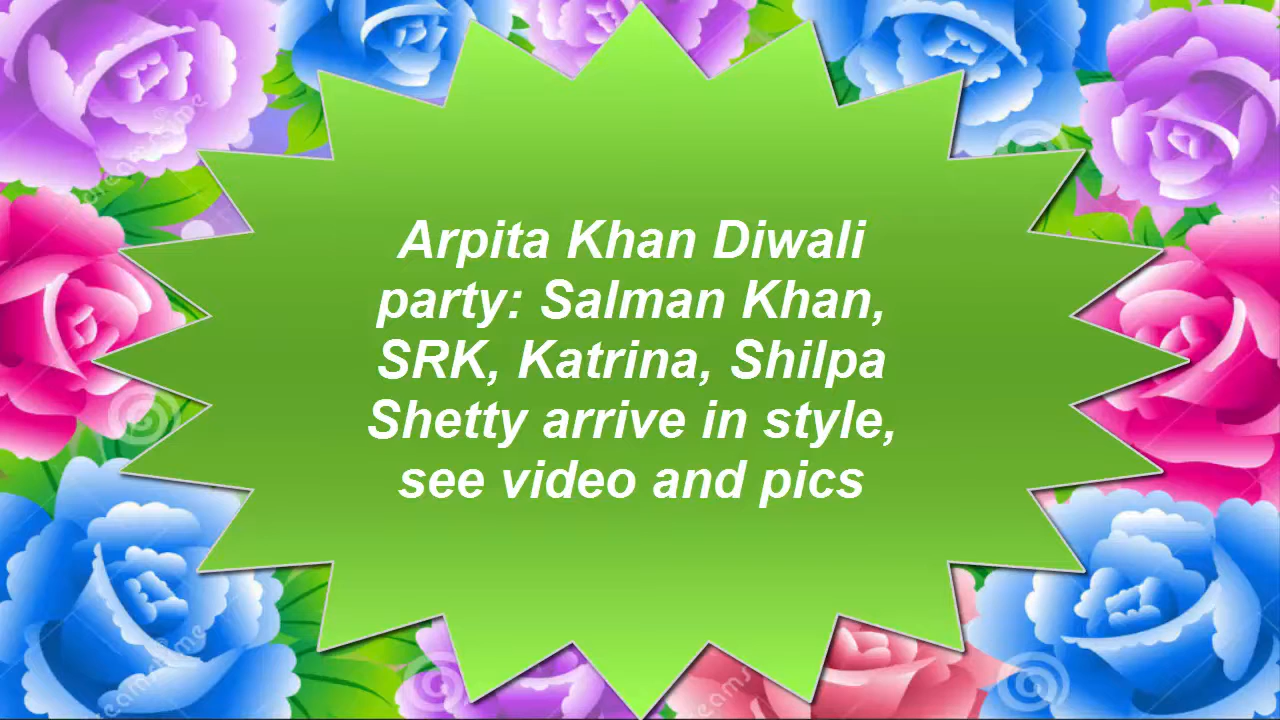 Arpita Khan Diwali
party: Salman Khan,
SRK, Katrina, Shilpa
Shetty arrive in style,
see video and pics